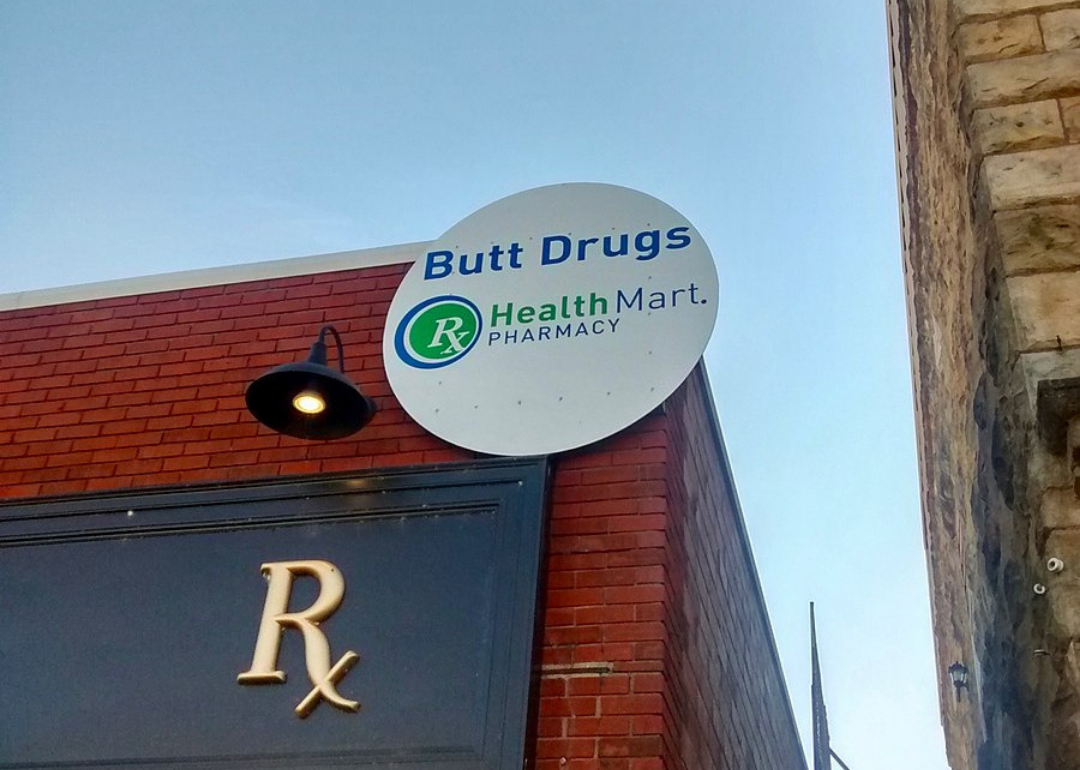 Butt Drugs
Rx
Health Mart.
PHARMACY
Rx